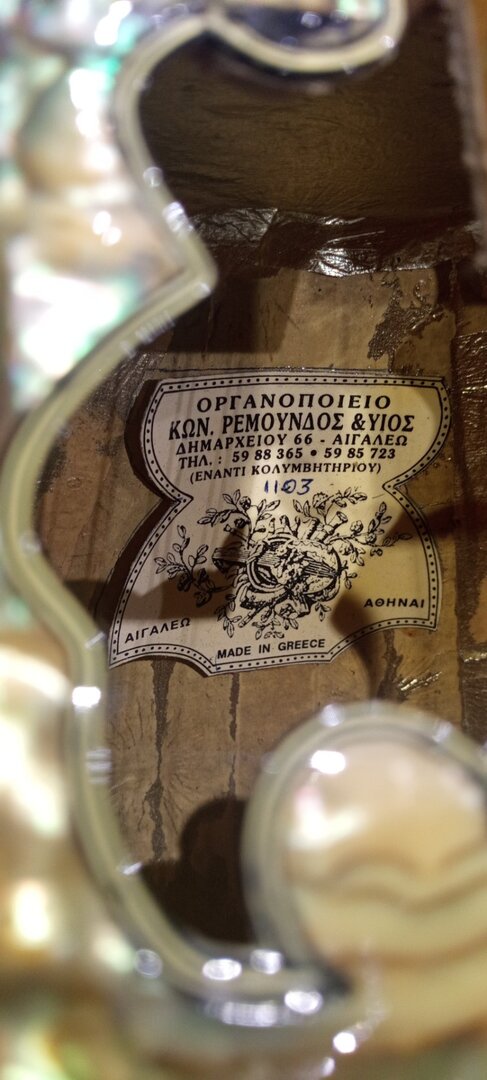 ΟΡΓΑΝΟΠΟΙΕΙΟ
ΚΩΝ. ΡΕΜΟΥΝΔΟΣ & ΥΙΟΣ
ΔΗΜΑΡΧΕΙΟΥ 66 - ΑΙΓΑΛΕΩ
ΤΗΛ. : 59 88 365 • 59 85 723
(ΕΝΑΝΤΙ ΚΟΛΥΜΒΗΤΗΡΙΟΥ)
1103
ΑΙΓΑΛΕΩ
ΑΘΗΝΑΙ
MADE IN GREECE